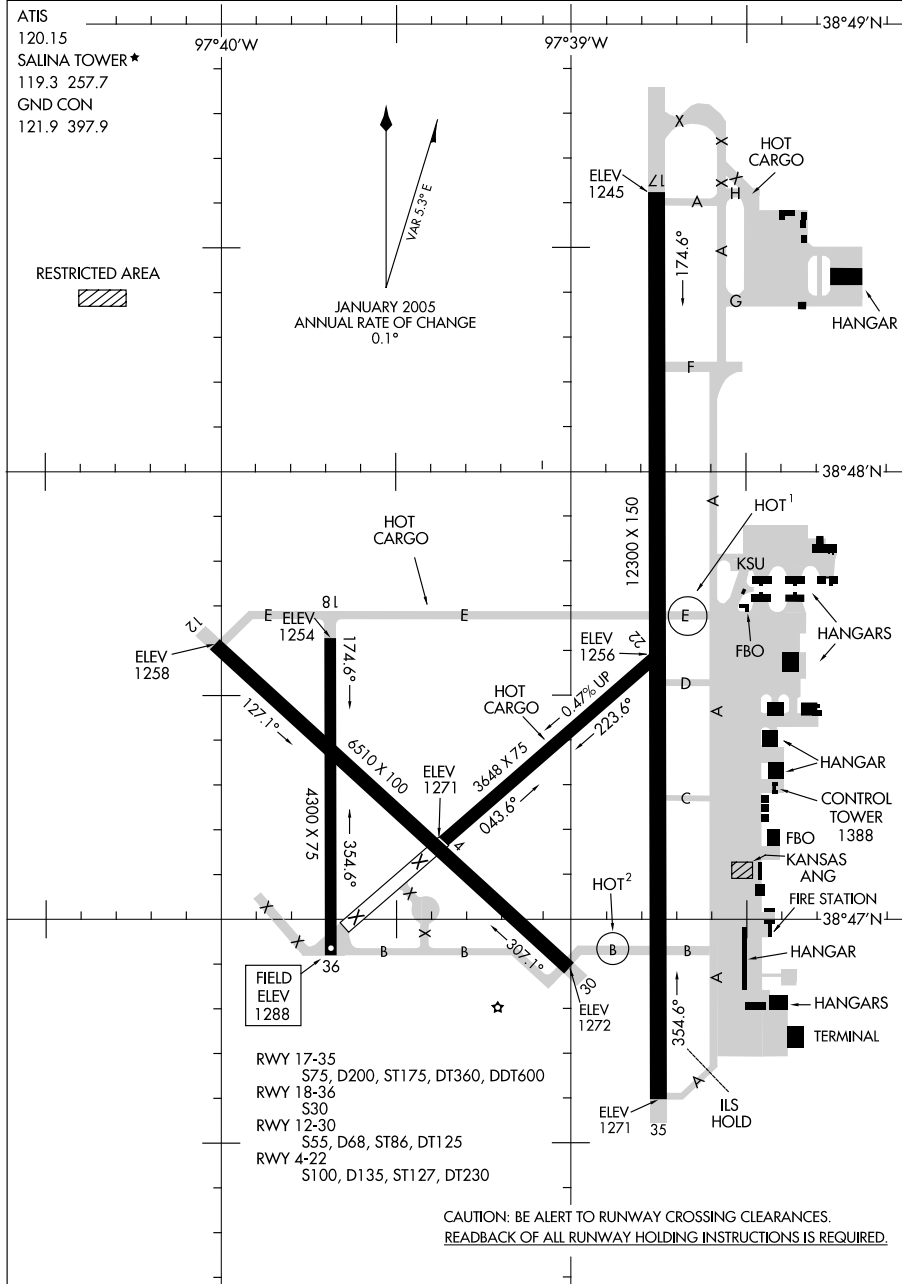 ATIS
120.15
SALINA TOWER★
119.3 257.7
GND CON
121.9 397.9
97°40'W
97°39'W
38°49'N
VAR 5.3° E
JANUARY 2005
ANNUAL RATE OF CHANGE
0.1°
RESTRICTED AREA
X
X
X
X
HOT
CARGO
H
ELEV
1245
17
A
174.6°
A
G
HANGAR
F
38°48'N
12300 X 150
A
HOT 1
HOT
CARGO
KSU
E
E
E
18
ELEV
1254
12
ELEV
1258
174.6°
127.1°
ELEV
1256
22
FBO
HANGARS
D
A
HOT
CARGO
0.47% UP
223.6°
6510 X 100
3648 X 75
043.6°
ELEV
1271
4
4300 X 75
354.6°
HANGAR
CONTROL
TOWER
1388
C
FBO
KANSAS
ANG
FIRE STATION
38°47'N
X
X
X
X
X
X
HOT 2
B
B
B
B
A
307.1°
30
36
FIELD
ELEV
1288
ELEV
1272
354.6°
HANGAR
HANGARS
TERMINAL
A
ILS
HOLD
ELEV
1271
35
RWY 17-35
S75, D200, ST175, DT360, DDT600
RWY 18-36
S30
RWY 12-30
S55, D68, ST86, DT125
RWY 4-22
S100, D135, ST127, DT230
CAUTION: BE ALERT TO RUNWAY CROSSING CLEARANCES.
READBACK OF ALL RUNWAY HOLDING INSTRUCTIONS IS REQUIRED.